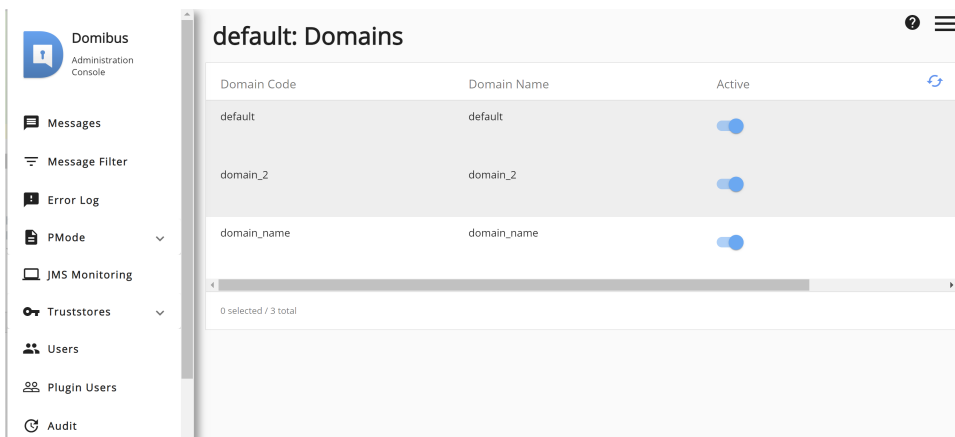 Domibus
Administration
Console
Messages
Message Filter
Error Log
PMode
JMS Monitoring
Truststores
Users
Plugin Users
Audit
default: Domains
Domain Code Domain Name Active
default default
domain_2 domain_2
domain_name domain_name
0 selected / 3 total